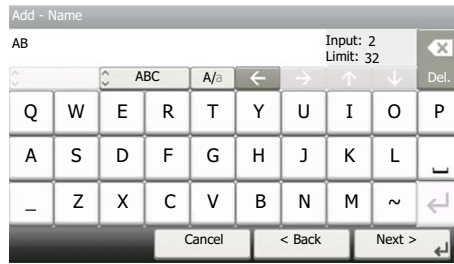 Add - Name
AB
Input: 2
Limit: 32
ABC A/a ← → ↑ ↓ Del.
Q W E R T Y U I O P
A S D F G H J K L
_ Z X C V B N M ~
Cancel < Back Next >